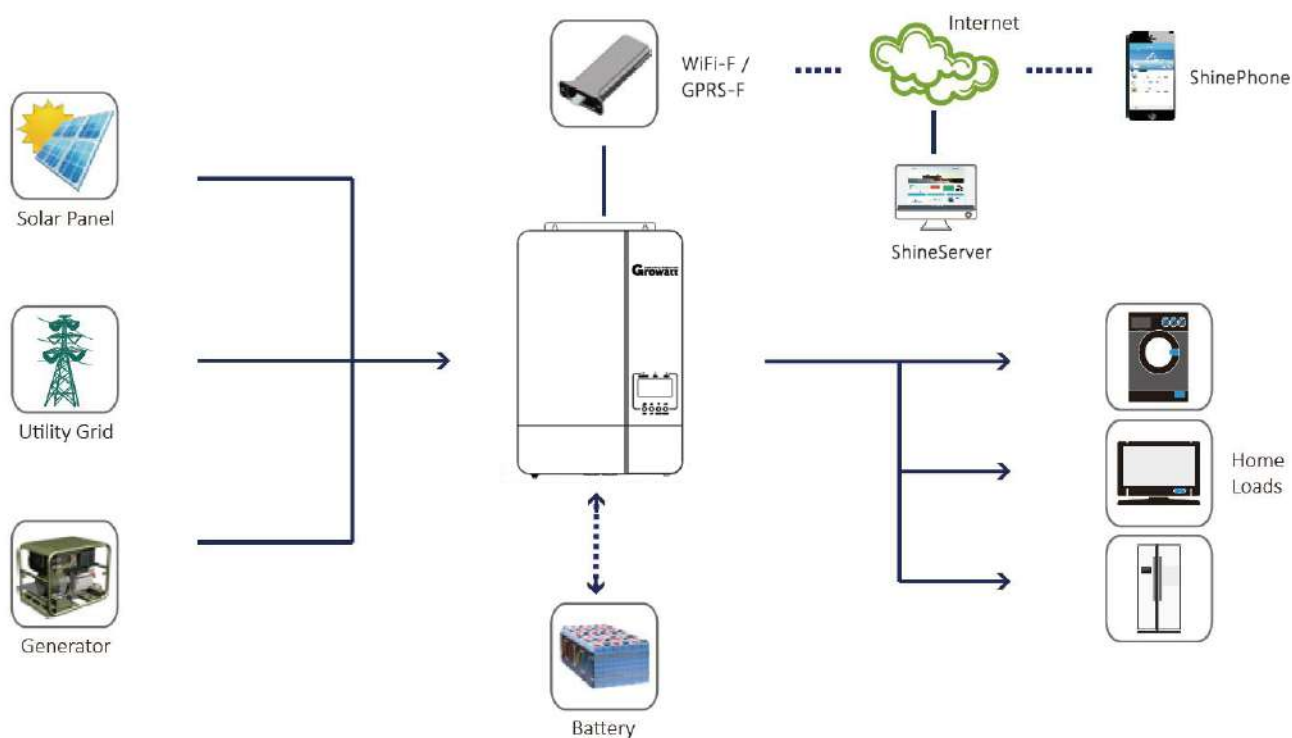 Internet
WiFi-F /
GPRS-F
ShinePhone
Solar Panel
ShineServer
Growatt
Utility Grid
Home
Loads
Generator
Battery